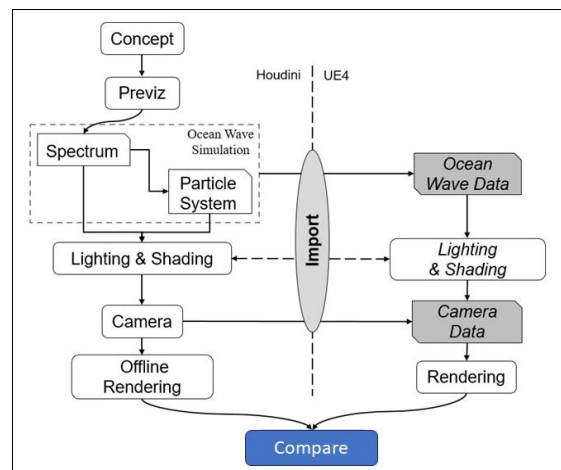 Concept
Houdini
UE4
Previz
Ocean Wave
Simulation
Spectrum
Particle
System
Ocean
Wave Data
Import
Lighting & Shading
Lighting
& Shading
Camera
Camera
Data
Offline
Rendering
Rendering
Compare